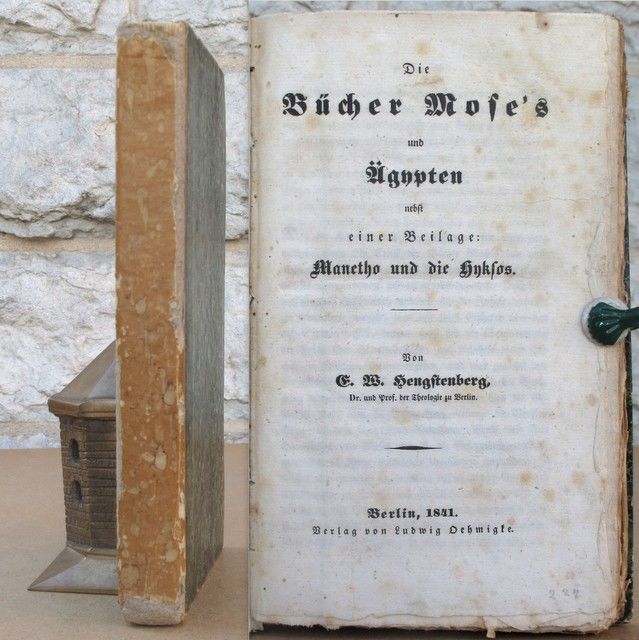 Die
Bücher Mose's
und
Ägypten
nebst
einer Beilage:
Manetho und die Hyksos.
Von
E. W. Hengstenberg,
Dr. und Prof. der Theologie zu Berlin.
Berlin, 1841.
Verlag von Ludwig Oehmigke.